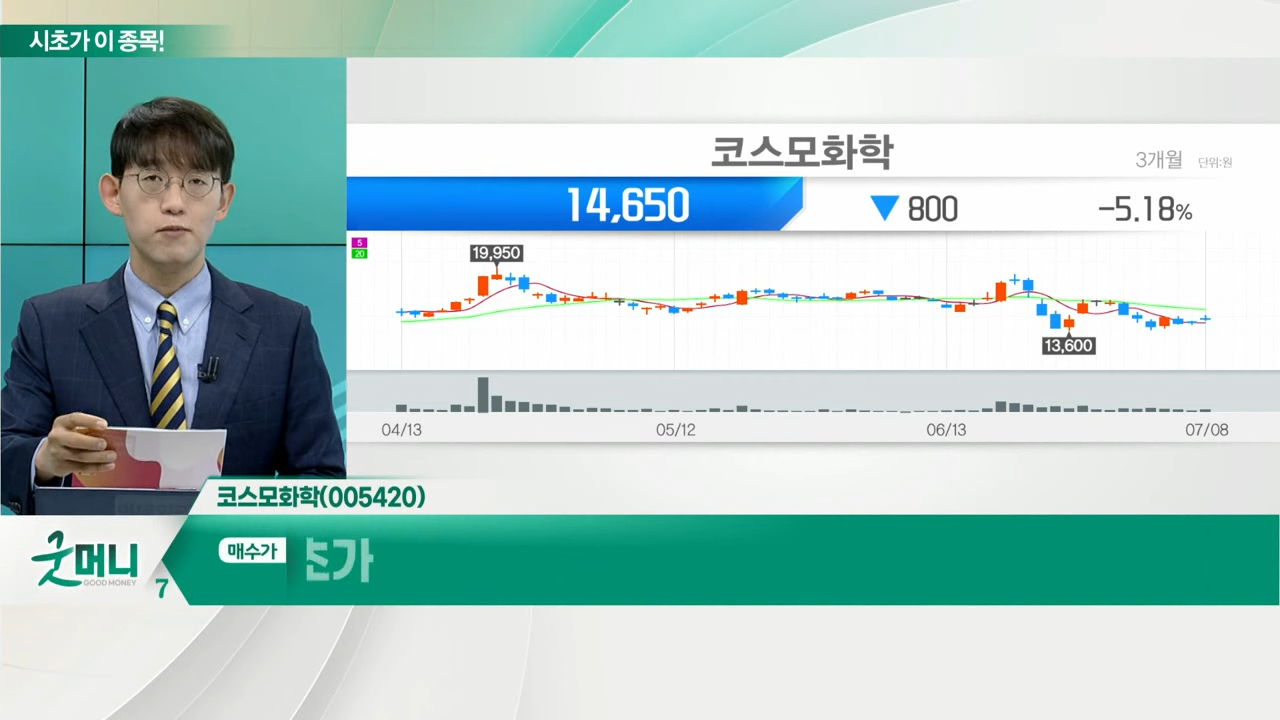 시초가 이 종목!
코스모화학
3개월 단위:원
14,650
▼ 800
-5.18%
5
20
19,950
13,600
04/13
05/12
06/13
07/08
코스모화학(005420)
굿머니
GOOD MONEY
7
매수가
초가